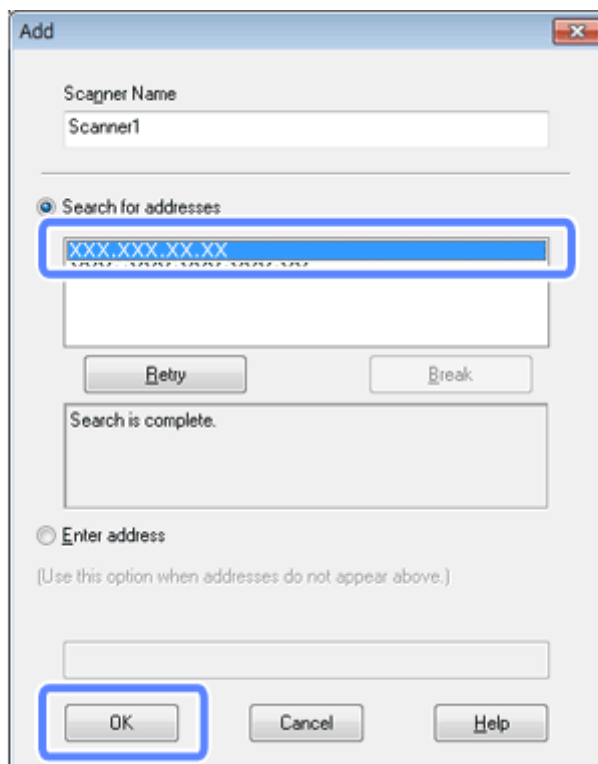 Add
Scanner Name
Scanner1
Search for addresses
XXX.XXX.XX.XX
Retry
Break
Search is complete.
Enter address
(Use this option when addresses do not appear above.)
OK
Cancel
Help